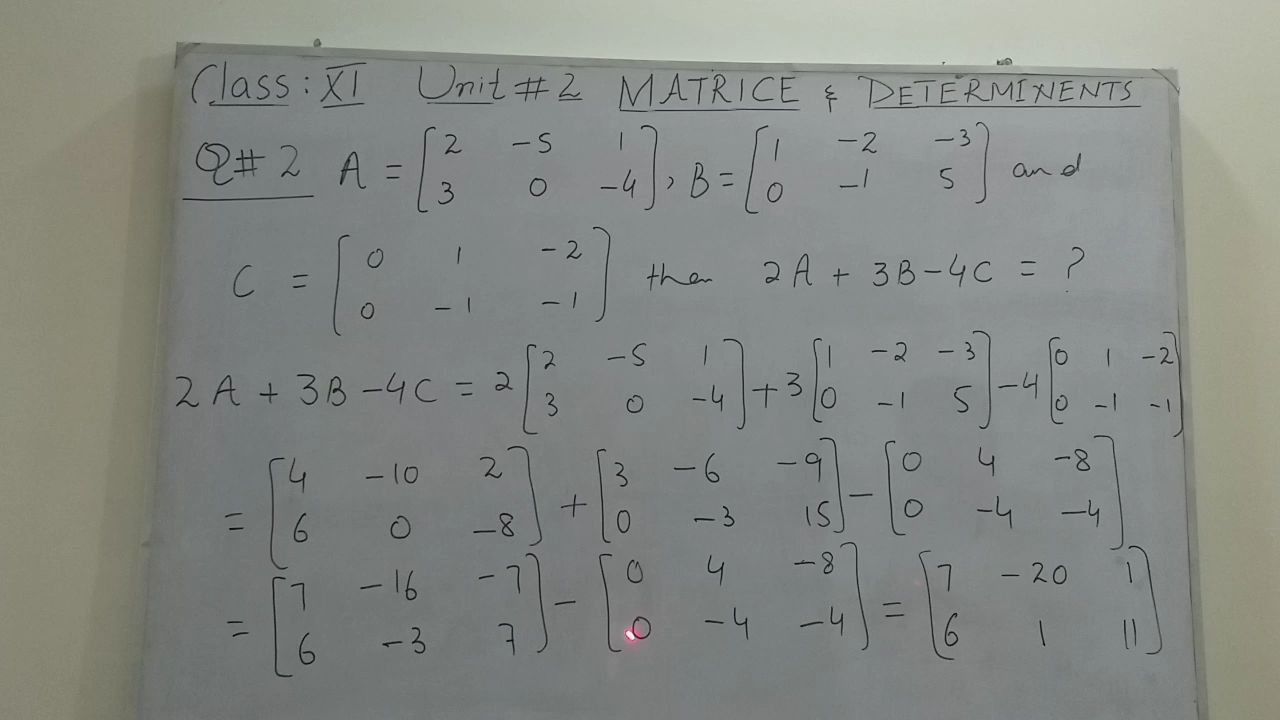 Class: XI Unit # 2 MATRICE & DETERMINENTS
Q# 2 A = [2 -5 1; 3 0 -4], B = [1 -2 -3; 0 -1 5] and
C = [0 1 -2; 0 -1 -1] then 2A + 3B - 4C = ?
2A + 3B - 4C = 2[2 -5 1; 3 0 -4] + 3[1 -2 -3; 0 -1 5] - 4[0 1 -2; 0 -1 -1]
= [4 -10 2; 6 0 -8] + [3 -6 -9; 0 -3 15] - [0 4 -8; 0 -4 -4]
= [7 -16 -7; 6 -3 7] - [0 4 -8; 0 -4 -4] = [7 -20 1; 6 1 11]